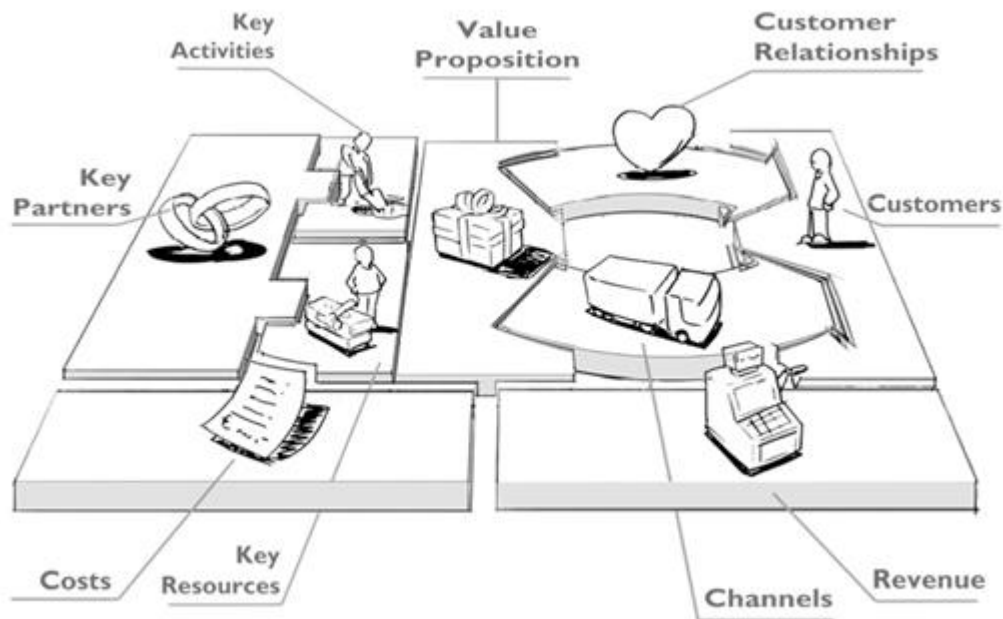 Key
Activities
Value
Proposition
Customer
Relationships
Key
Partners
Customers
Costs
Key
Resources
Channels
Revenue